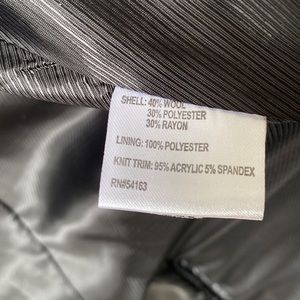 SHELL: 40% WOOL
30% POLYESTER
30% RAYON
LINING: 100% POLYESTER
KNIT TRIM: 95% ACRYLIC 5% SPANDEX
RN#54163